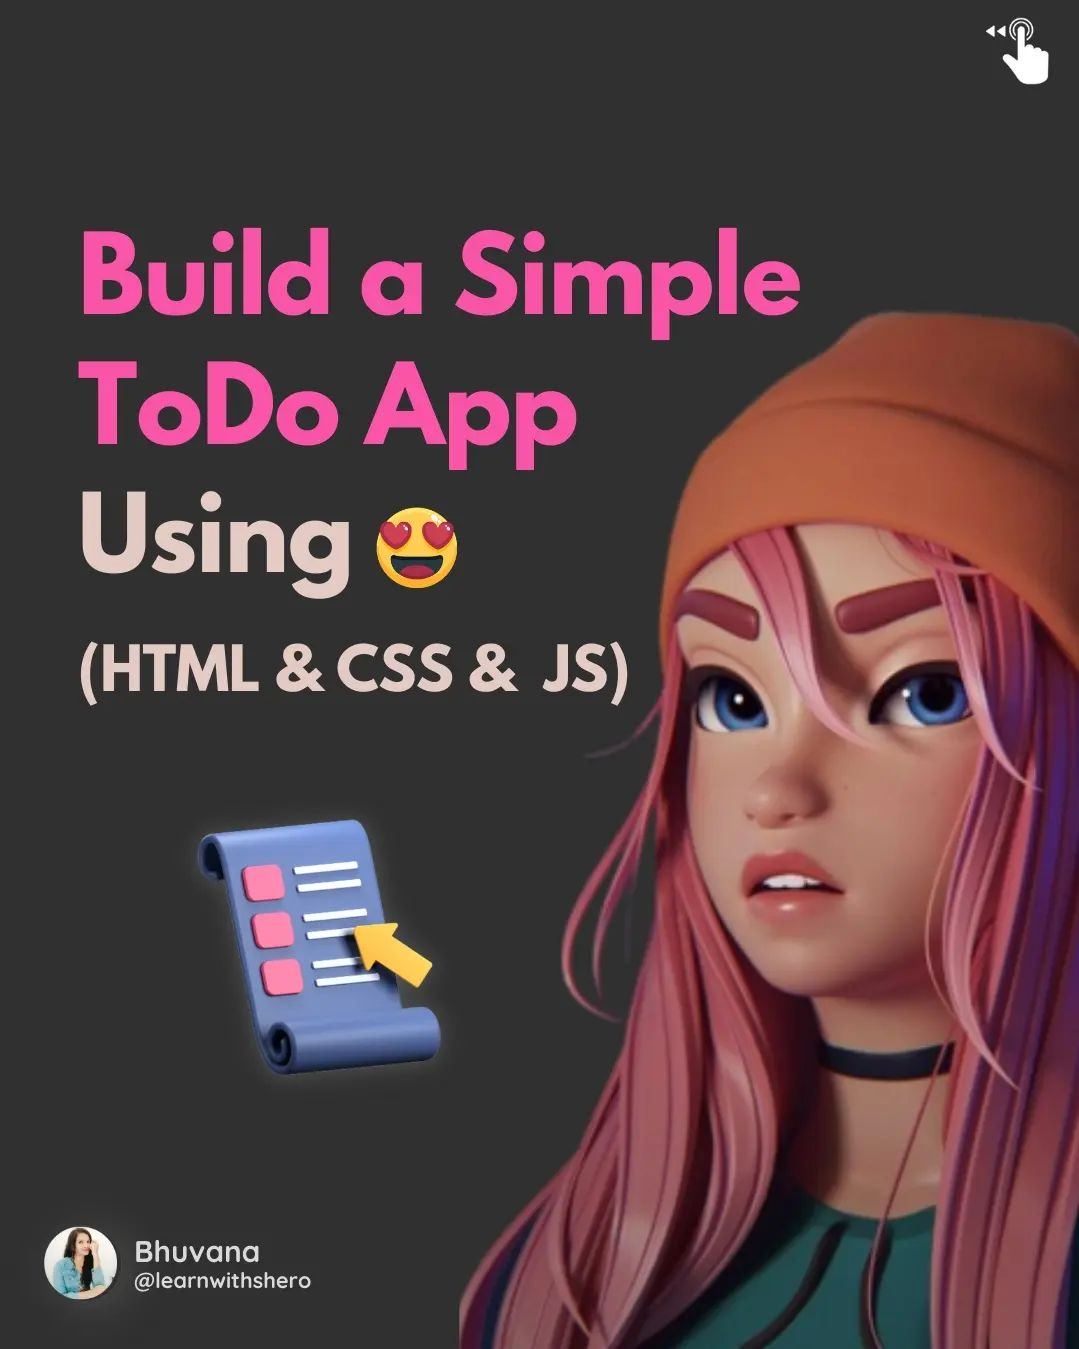 Build a Simple
ToDo App
Using 😍
(HTML & CSS & JS)
Bhuvana
@learnwithshero